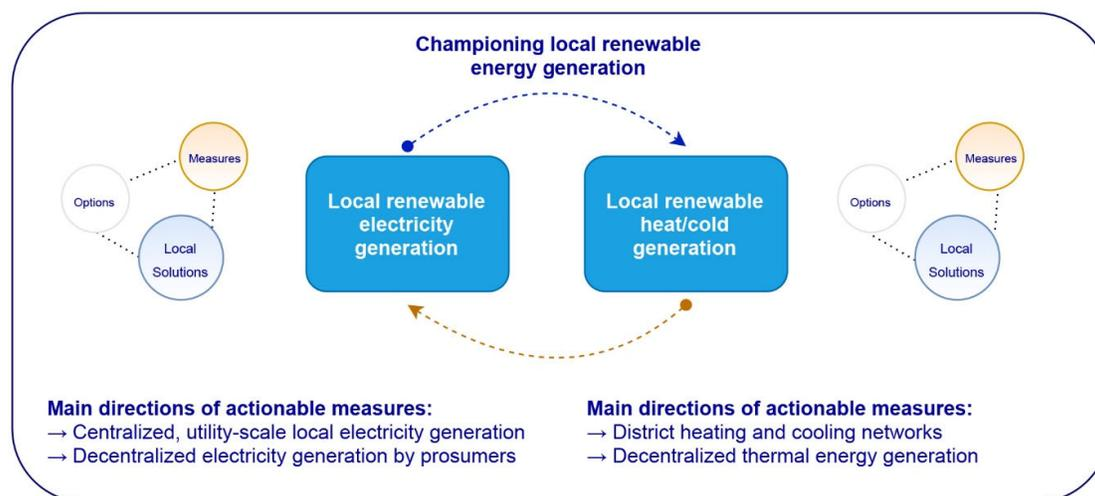 Championing local renewable
energy generation
Measures
Options
Local
Solutions
Local renewable
electricity
generation
Local renewable
heat/cold
generation
Measures
Options
Local
Solutions
Main directions of actionable measures:
→ Centralized, utility-scale local electricity generation
→ Decentralized electricity generation by prosumers
Main directions of actionable measures:
→ District heating and cooling networks
→ Decentralized thermal energy generation